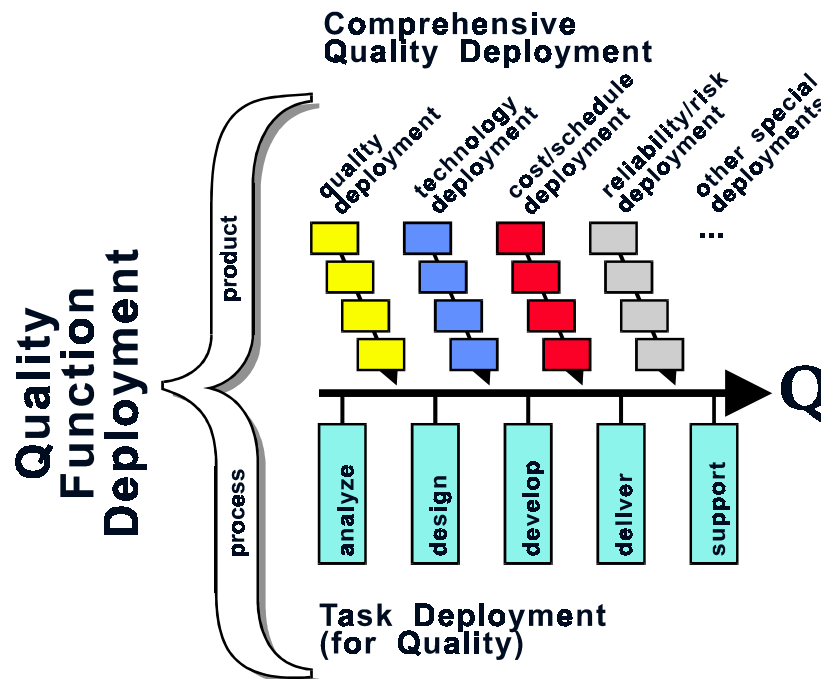 Comprehensive
Quality Deployment
quality
deployment
technology
deployment
cost/schedule
deployment
reliability/risk
deployment
other special
deployments
...
Quality
Function
Deployment
product
process
Q
analyze
design
develop
dellver
support
Task Deployment
(for Quality)